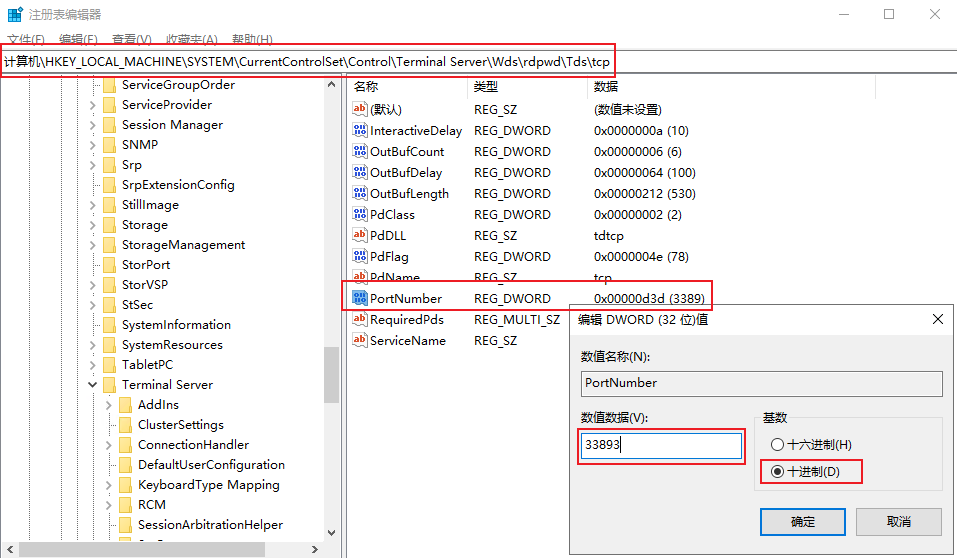 注册表编辑器
文件(F) 编辑(E) 查看(V) 收藏夹(A) 帮助(H)
计算机\HKEY_LOCAL_MACHINE\SYSTEM\CurrentControlSet\Control\Terminal Server\Wds\rdpwd\Tds\tcp
ServiceGroupOrder
ServiceProvider
Session Manager
SNMP
Srp
SrpExtensionConfig
StillImage
Storage
StorageManagement
StorPort
StorVSP
StSec
SystemInformation
SystemResources
TabletPC
Terminal Server
AddIns
ClusterSettings
ConnectionHandler
DefaultUserConfiguration
KeyboardType Mapping
RCM
SessionArbitrationHelper
名称 类型 数据
(默认) REG_SZ (数值未设置)
InteractiveDelay REG_DWORD 0x0000000a (10)
OutBufCount REG_DWORD 0x00000006 (6)
OutBufDelay REG_DWORD 0x00000064 (100)
OutBufLength REG_DWORD 0x00000212 (530)
PdClass REG_DWORD 0x00000002 (2)
PdDLL REG_SZ tdtcp
PdFlag REG_DWORD 0x0000004e (78)
PdName REG_SZ tcp
PortNumber REG_DWORD 0x00000d3d (3389)
RequiredPds REG_MULTI_SZ
ServiceName REG_SZ
编辑 DWORD (32 位)值
数值名称(N):
PortNumber
数值数据(V):
33893
基数
十六进制(H)
十进制(D)
确定 取消